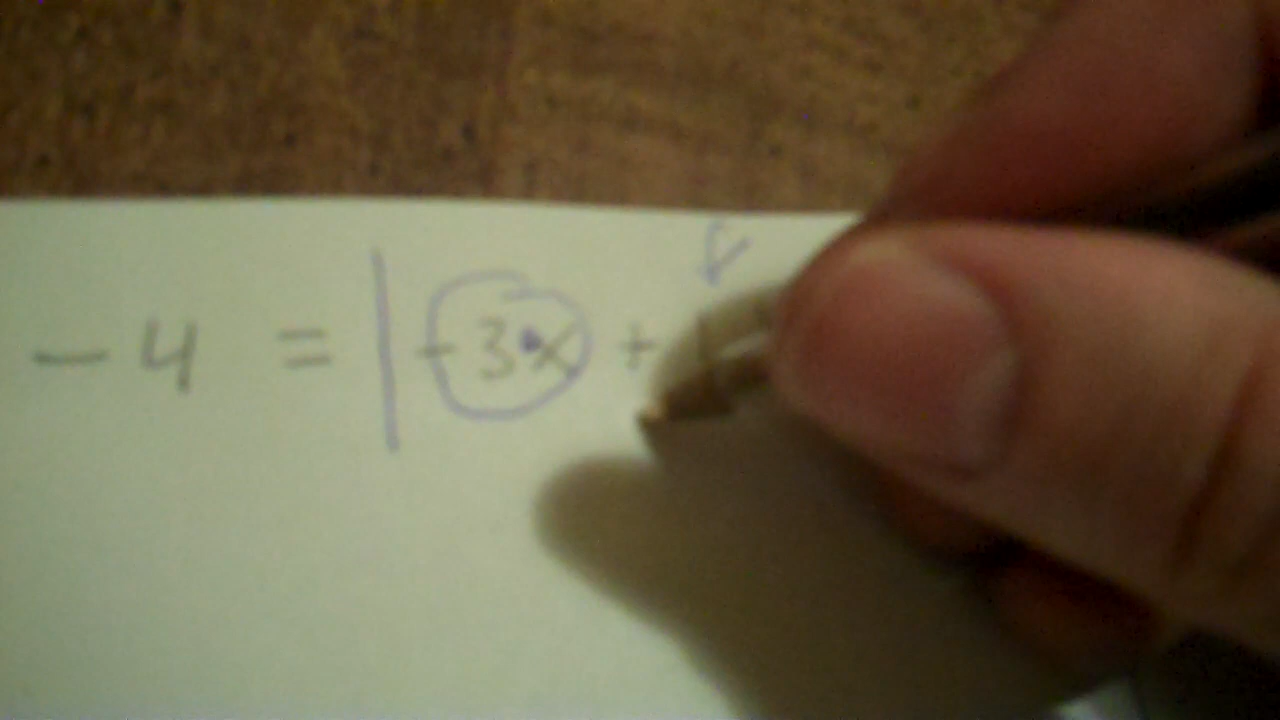 - 4 = |-3x +